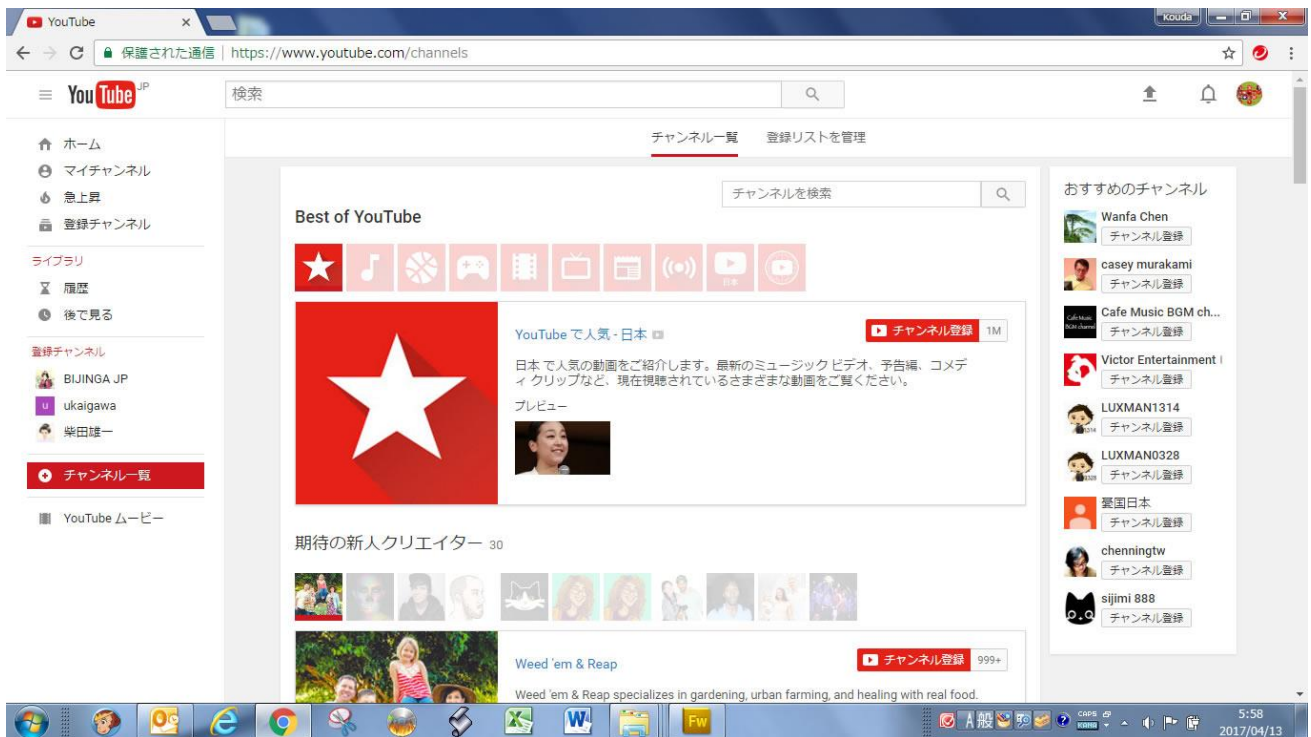 YouTube
Kouda
保護された通信 | https://www.youtube.com/channels
YouTube JP
検索
チャンネル一覧 登録リストを管理
ホーム
マイチャンネル
急上昇
登録チャンネル
ライブラリ
履歴
後で見る
登録チャンネル
BIJINGA JP
u ukaigawa
柴田雄一
チャンネル一覧
YouTube ムービー
チャンネルを検索
Best of YouTube
日本
YouTube で人気 - 日本
チャンネル登録 1M
日本 で人気の動画をご紹介します。最新のミュージック ビデオ、予告編、コメデ
ィ クリップなど、現在視聴されているさまざまな動画をご覧ください。
プレビュー
期待の新人クリエイター 30
Weed 'em & Reap
チャンネル登録 999+
Weed 'em & Reap specializes in gardening, urban farming, and healing with real food.
おすすめのチャンネル
Wanfa Chen
チャンネル登録
casey murakami
チャンネル登録
Cafe Music BGM ch...
Cafe Music
BGM channel
チャンネル登録
Victor Entertainment
チャンネル登録
LUXMAN1314
チャンネル登録
LUXMAN0328
チャンネル登録
憂国日本
チャンネル登録
chenningtw
チャンネル登録
sijimi 888
チャンネル登録
Fw
A 般
CAPS
KANA
5:58
2017/04/13